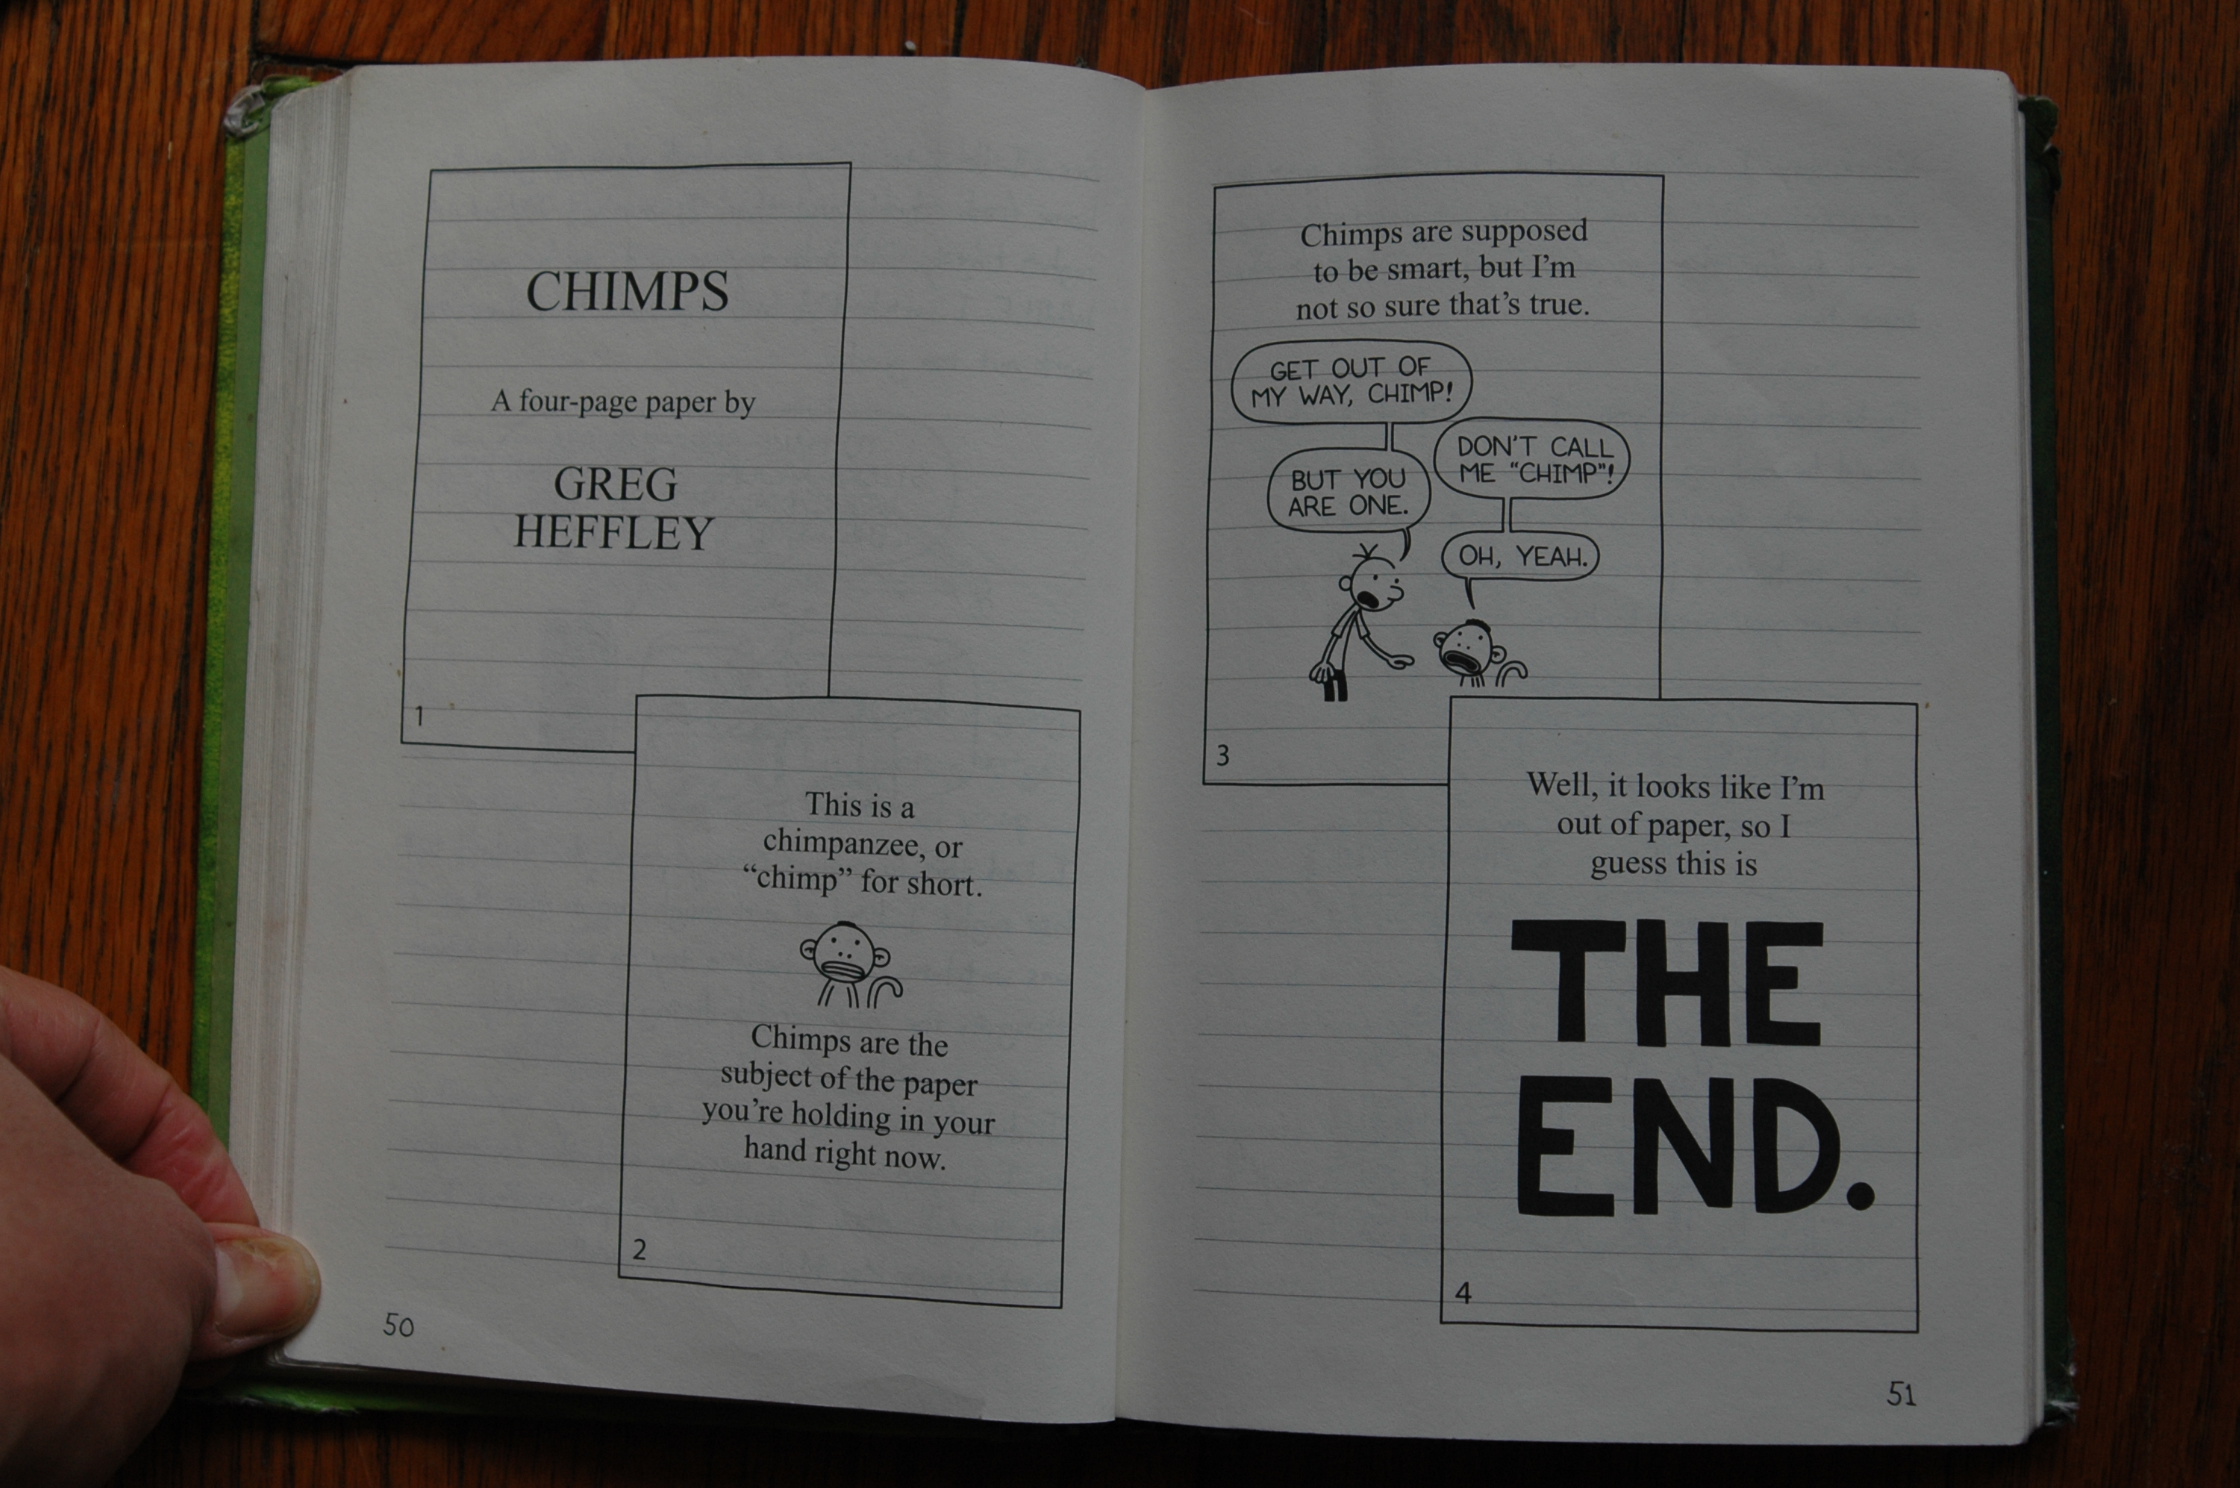 CHIMPS
A four-page paper by
GREG
HEFFLEY
1
This is a
chimpanzee, or
“chimp” for short.
Chimps are the
subject of the paper
you’re holding in your
hand right now.
2
50
Chimps are supposed
to be smart, but I’m
not so sure that’s true.
GET OUT OF
MY WAY, CHIMP!
DON'T CALL
ME "CHIMP"!
BUT YOU
ARE ONE.
OH, YEAH.
3
Well, it looks like I’m
out of paper, so I
guess this is
THE
END.
4
51